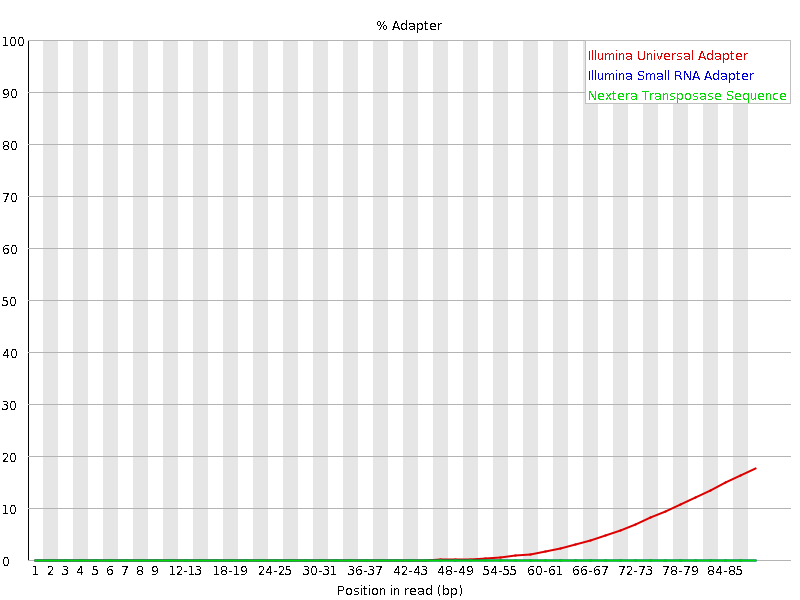 % Adapter
100
90
80
70
60
50
40
30
20
10
0
Illumina Universal Adapter
Illumina Small RNA Adapter
Nextera Transposase Sequence
1 2 3 4 5 6 7 8 9 12-13 18-19 24-25 30-31 36-37 42-43 48-49 54-55 60-61 66-67 72-73 78-79 84-85
Position in read (bp)